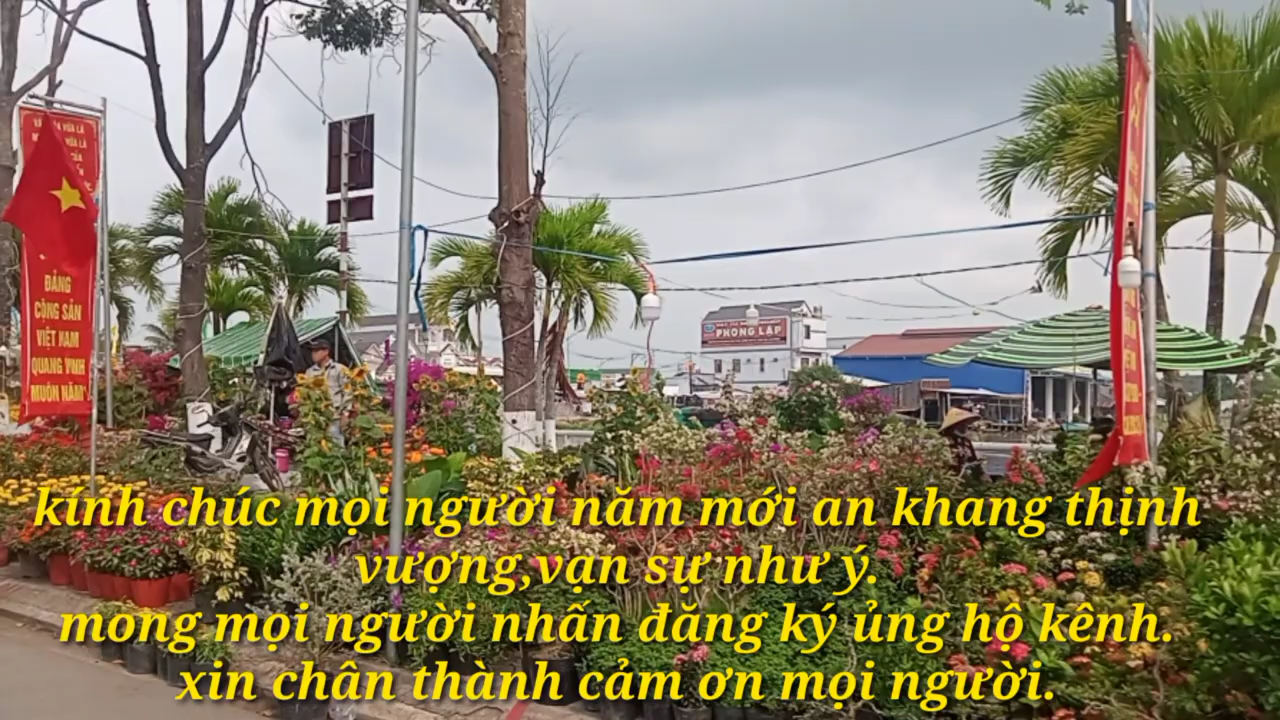 ĐẢNG
CỘNG SẢN
VIỆT NAM
QUANG VINH
MUÔN NĂM!
PHONG LAP
kính chúc mọi người năm mới an khang thịnh
vượng,vạn sự như ý.
mong mọi người nhấn đăng ký ủng hộ kênh.
xin chân thành cảm ơn mọi người.